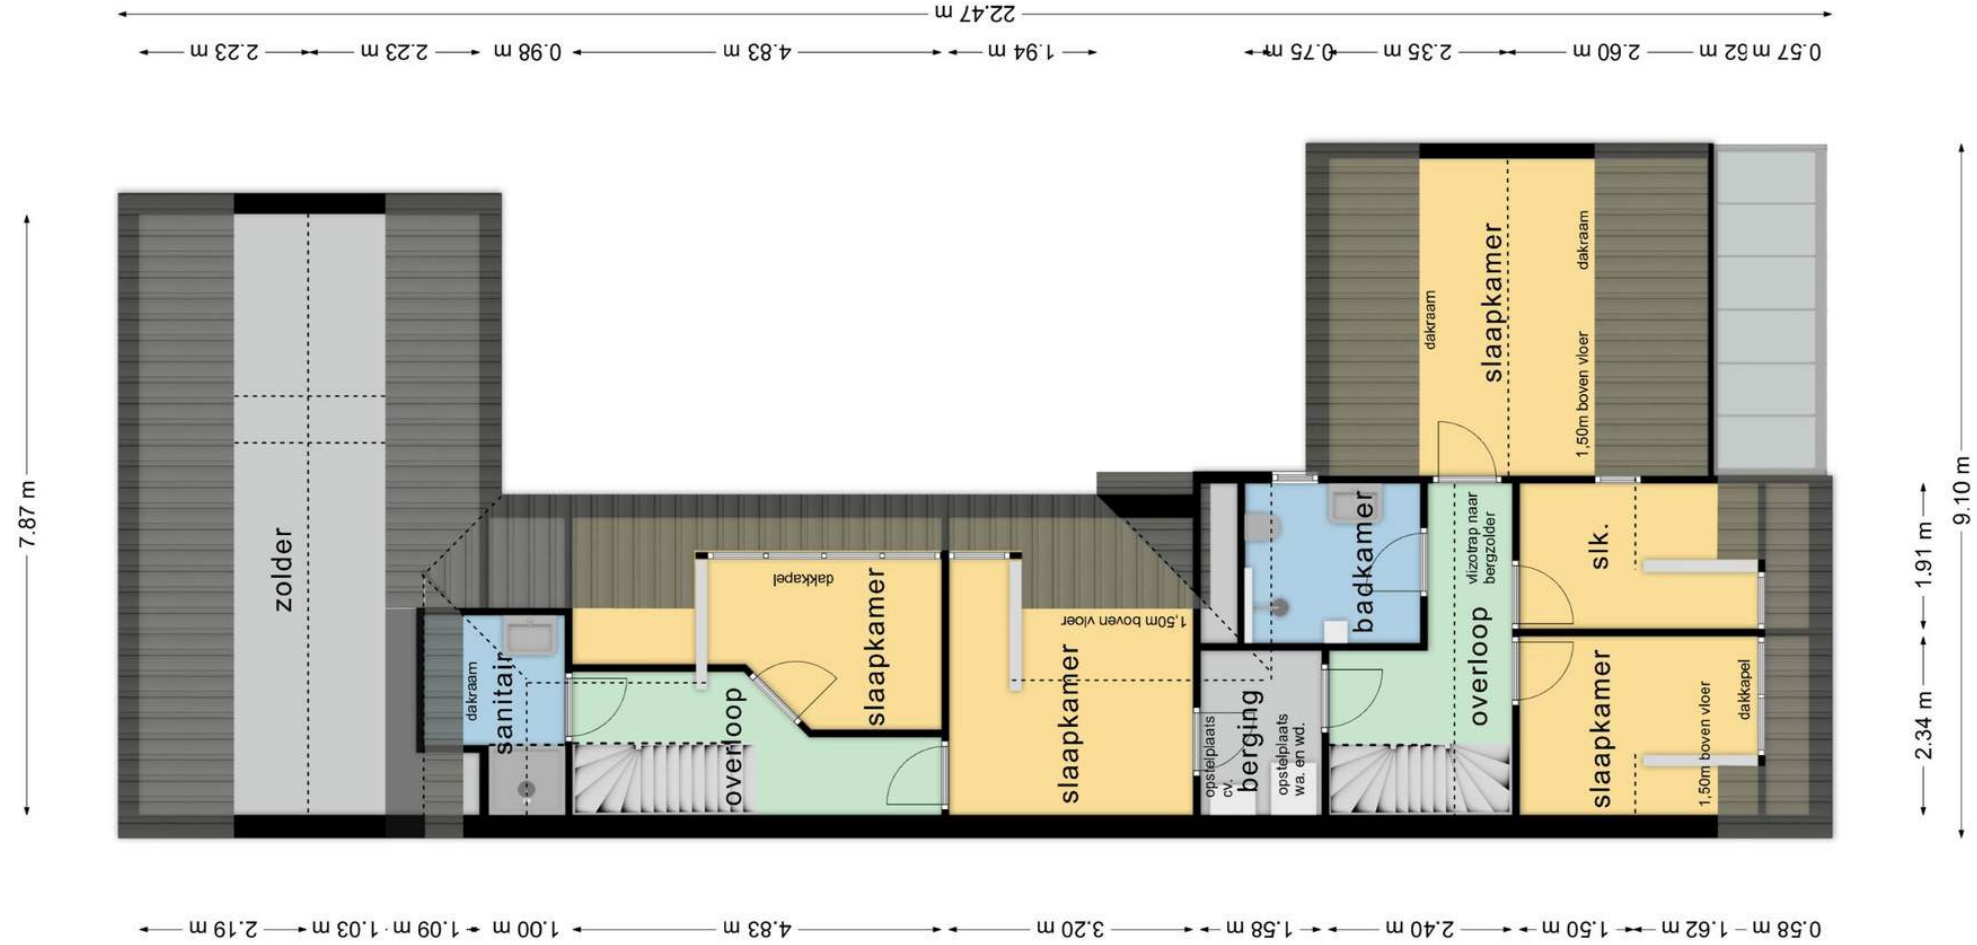 22.47 m
2.23 m
2.23 m
0.98 m
4.83 m
1.94 m
0.75 m
2.35 m
2.60 m
62 m
0.57 m
7.87 m
9.10 m
1.91 m
2.34 m
zolder
dakraam
sanitair
overloop
dakkapel
slaapkamer
slaapkamer
1,50m boven vloer
opstelplaats
cv.
berging
opstelplaats
wa. en wd.
badkamer
dakraam
slaapkamer
dakraam
1,50m boven vloer
vlizotrap naar
bergzolder
overloop
slk.
slaapkamer
1,50m boven vloer
dakkapel
2.19 m
1.03 m
1.09 m
1.00 m
4.83 m
3.20 m
1.58 m
2.40 m
1.50 m
1.62 m
0.58 m